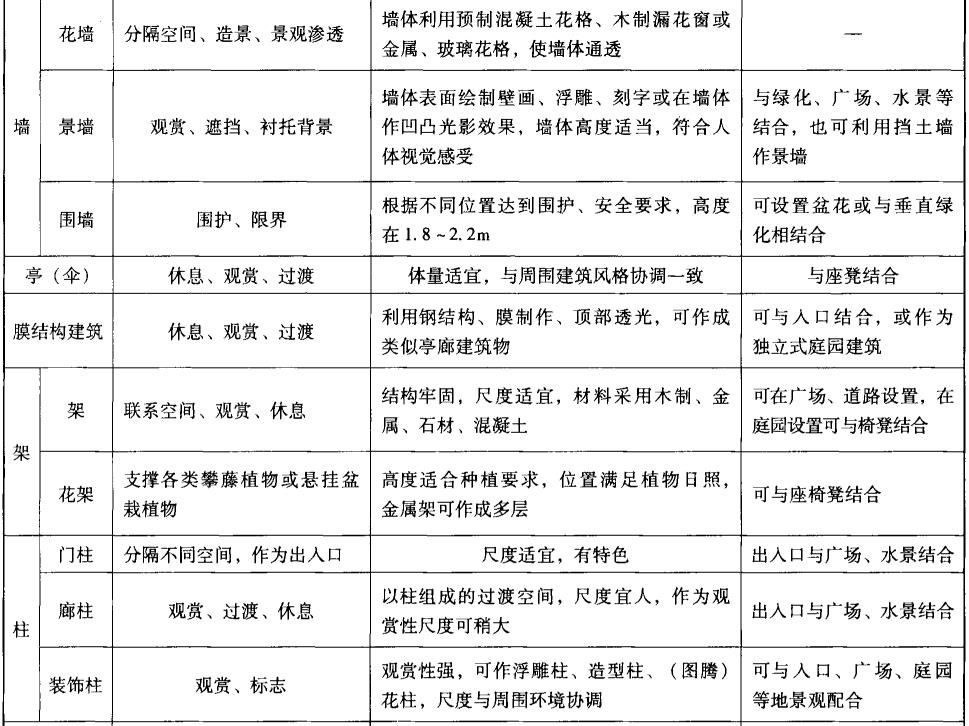 墙
花墙
分隔空间、造景、景观渗透
墙体利用预制混凝土花格、木制漏花窗或
金属、玻璃花格，使墙体通透
—
景墙
观赏、遮挡、衬托背景
墙体表面绘制壁画、浮雕、刻字或在墙体
作凹凸光影效果，墙体高度适当，符合人
体视觉感受
与绿化、广场、水景等
结合，也可利用挡土墙
作景墙
围墙
围护、限界
根据不同位置达到围护、安全要求，高度
在1.8~2.2m
可设置盆花或与垂直绿
化相结合
亭（伞）
休息、观赏、过渡
体量适宜，与周围建筑风格协调一致
与座凳结合
膜结构建筑
休息、观赏、过渡
利用钢结构、膜制作、顶部透光，可作成
类似亭廊建筑物
可与人口结合，或作为
独立式庭园建筑
架
架
联系空间、观赏、休息
结构牢固，尺度适宜，材料采用木制、金
属、石材、混凝土
可在广场、道路设置，在
庭园设置可与椅凳结合
花架
支撑各类攀藤植物或悬挂盆
栽植物
高度适合种植要求，位置满足植物日照，
金属架可作成多层
可与座椅凳结合
柱
门柱
分隔不同空间，作为出人口
尺度适宜，有特色
出人口与广场、水景结合
廊柱
观赏、过渡、休息
以柱组成的过渡空间，尺度宜人，作为观
赏性尺度可稍大
出人口与广场、水景结合
装饰柱
观赏、标志
观赏性强，可作浮雕柱、造型柱、（图腾）
花柱，尺度与周围环境协调
可与人口、广场、庭园
等地景观配合